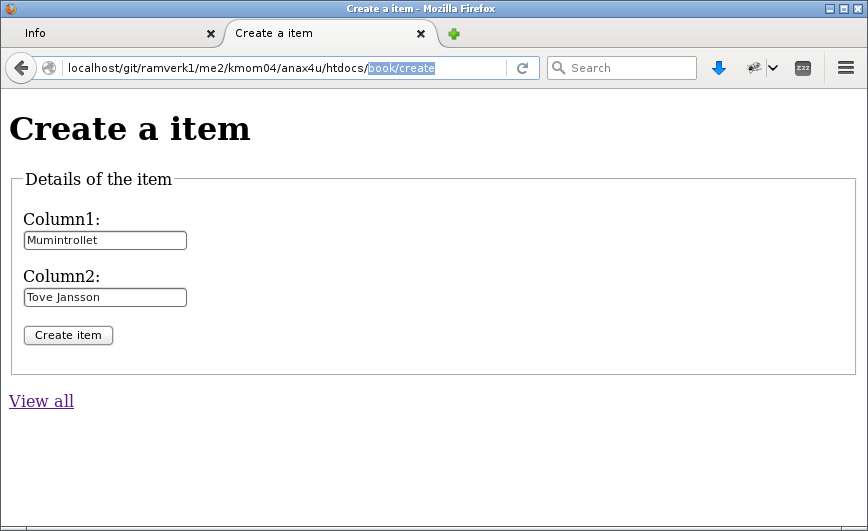 Create a item - Mozilla Firefox
Info
Create a item
localhost/git/ramverk1/me2/kmom04/anax4u/htdocs/book/create
Search
zzz
Create a item
Details of the item
Column1:
Mumintrollet
Column2:
Tove Jansson
Create item
View all